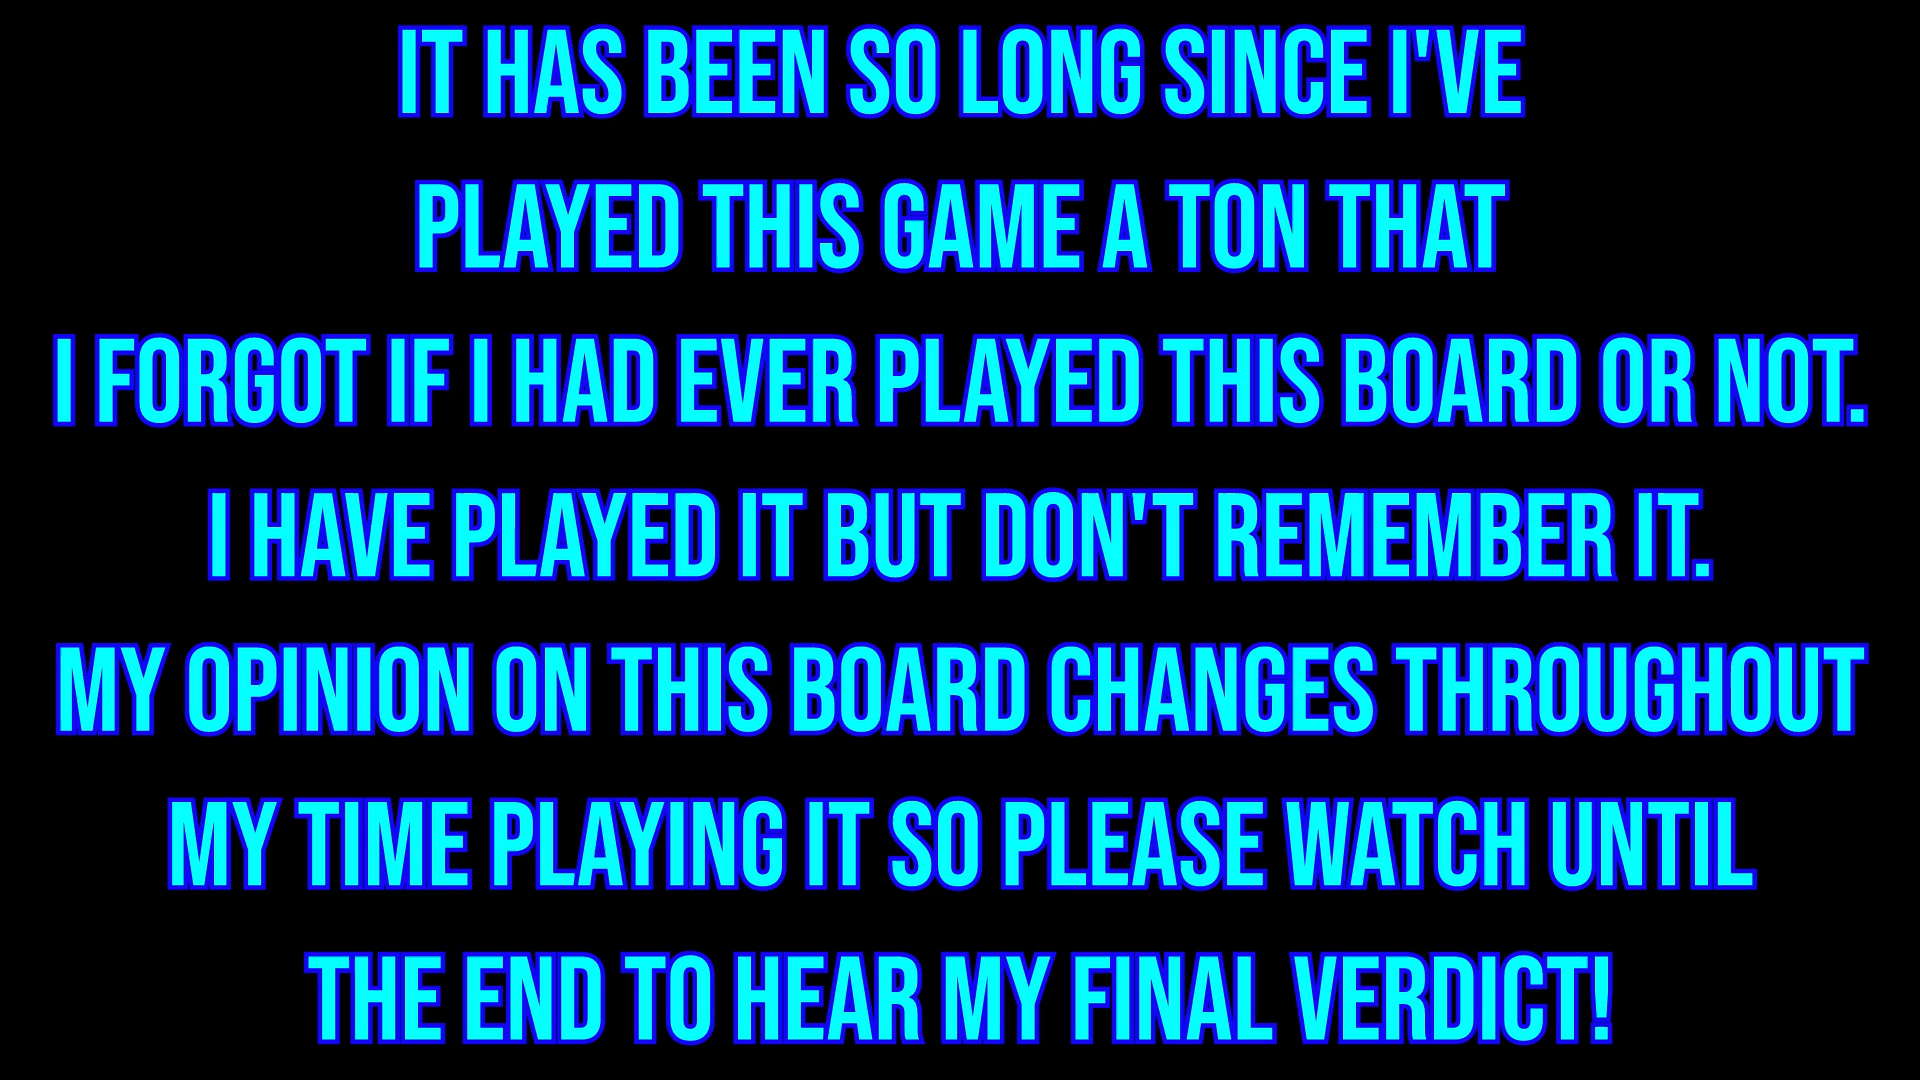 IT HAS BEEN SO LONG SINCE I'VE
PLAYED THIS GAME A TON THAT
I FORGOT IF I HAD EVER PLAYED THIS BOARD OR NOT.
I HAVE PLAYED IT BUT DON'T REMEMBER IT.
MY OPINION ON THIS BOARD CHANGES THROUGHOUT
MY TIME PLAYING IT SO PLEASE WATCH UNTIL
THE END TO HEAR MY FINAL VERDICT!